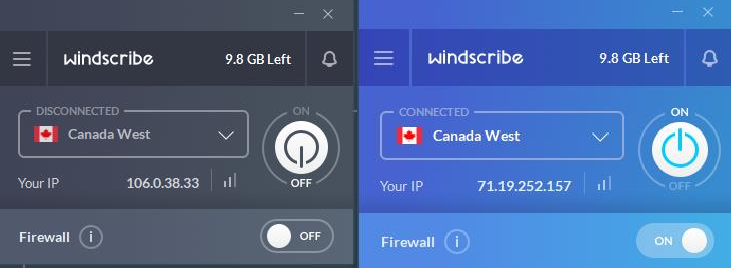 windscribe 9.8 GB Left
DISCONNECTED ON
Canada West
OFF
Your IP 106.0.38.33
Firewall i OFF
windscribe 9.8 GB Left
CONNECTED ON
Canada West
OFF
Your IP 71.19.252.157
Firewall i ON